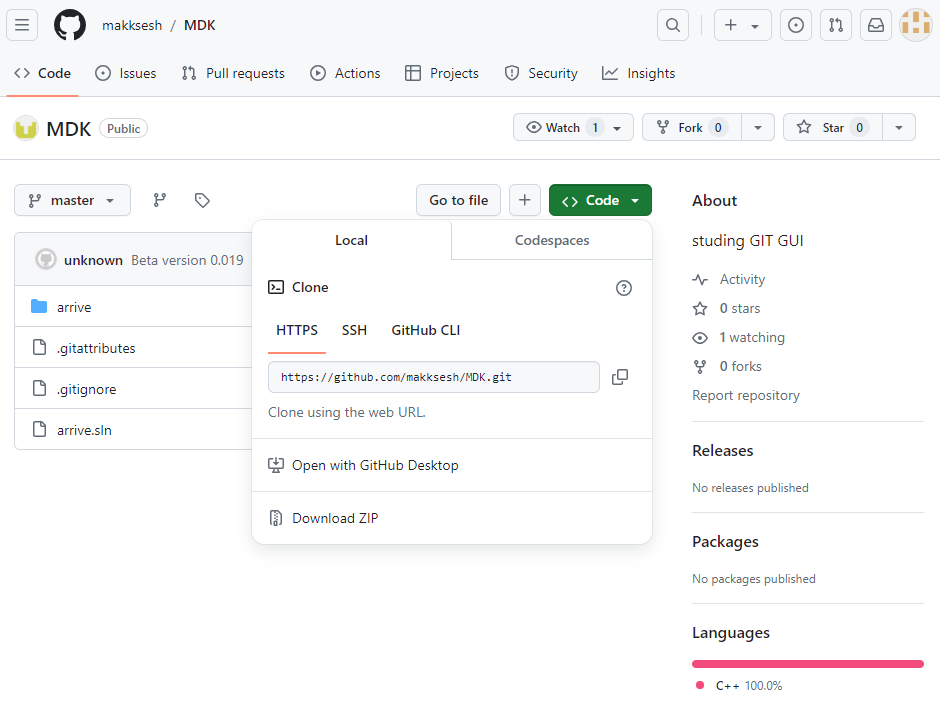 makksesh / MDK
Code Issues Pull requests Actions Projects Security Insights
MDK Public Watch 1 Fork 0 Star 0
master Go to file Code
Local Codespaces
unknown Beta version 0.019
arrive
.gitattributes
.gitignore
arrive.sln
Clone
HTTPS SSH GitHub CLI
https://github.com/makksesh/MDK.git
Clone using the web URL.
Open with GitHub Desktop
Download ZIP
About
studing GIT GUI
Activity
0 stars
1 watching
0 forks
Report repository
Releases
No releases published
Packages
No packages published
Languages
C++ 100.0%